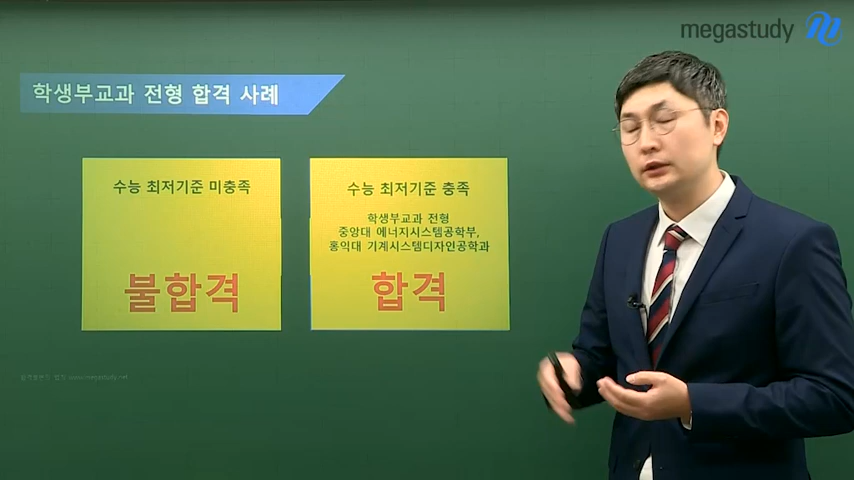 megastudy
학생부교과 전형 합격 사례
수능 최저기준 미충족
불합격
수능 최저기준 충족
학생부교과 전형
중앙대 에너지시스템공학부,
홍익대 기계시스템디자인공학과
합격
www.megastudy.net